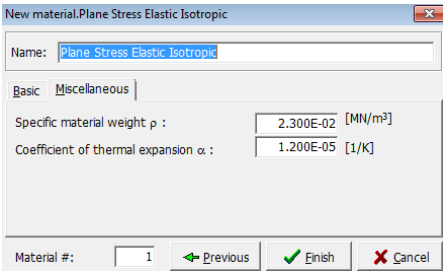 New material.Plane Stress Elastic Isotropic
Name: Plane Stress Elastic Isotropic
Basic Miscellaneous
Specific material weight ρ : 2.300E-02 [MN/m³]
Coefficient of thermal expansion α : 1.200E-05 [1/K]
Material #: 1 Previous Finish Cancel